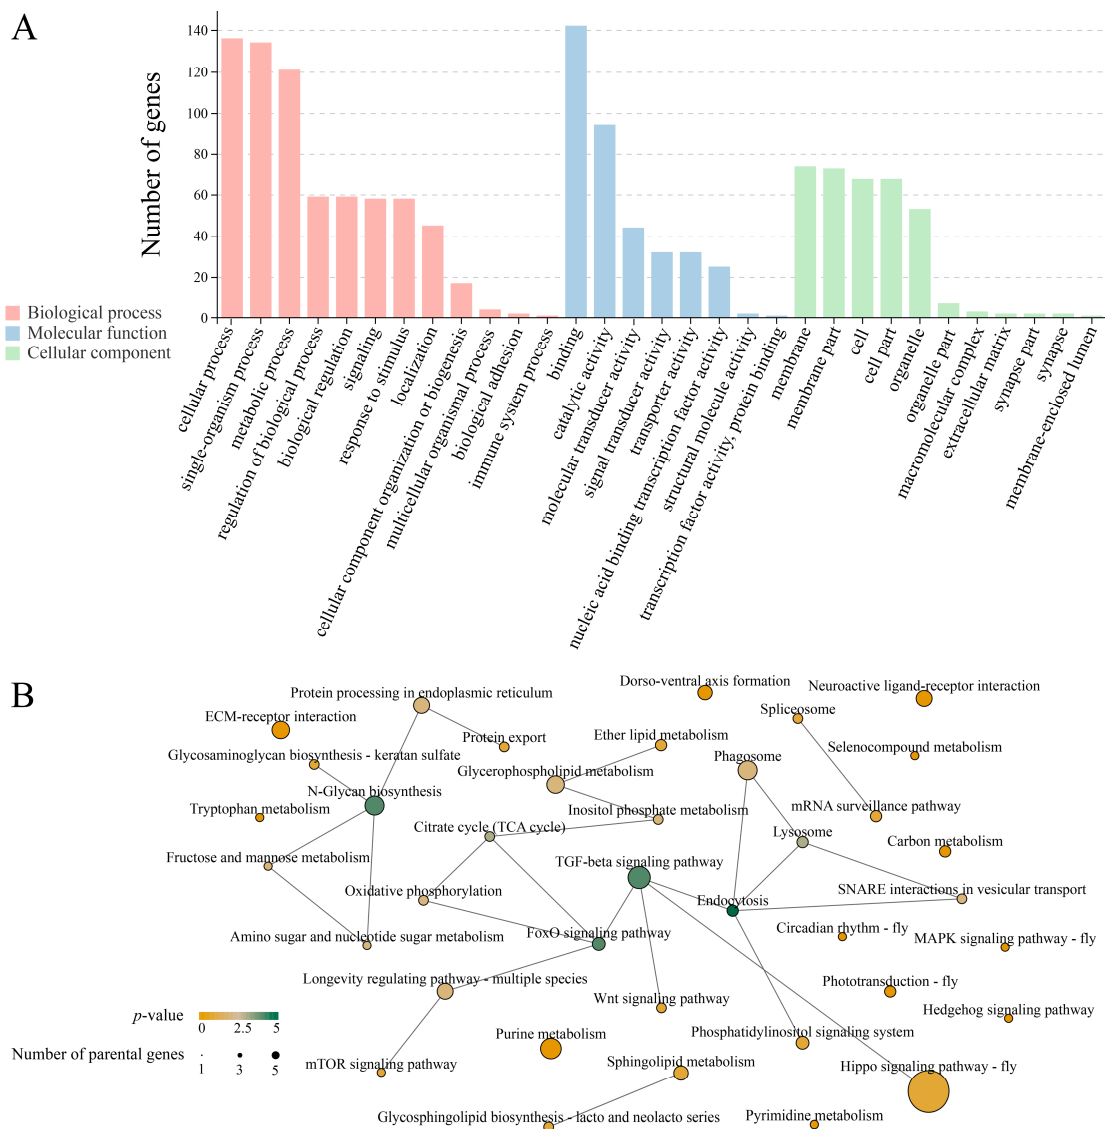 A
Number of genes
140
120
100
80
60
40
20
0
Biological process
Molecular function
Cellular component
cellular process
single-organism process
metabolic process
regulation of biological process
biological regulation
signaling
response to stimulus
localization
cellular component organization or biogenesis
multicellular organismal process
biological adhesion
immune system process
binding
catalytic activity
molecular transducer activity
signal transducer activity
transporter activity
nucleic acid binding transcription factor activity
structural molecule activity
transcription factor activity, protein binding
membrane
membrane part
cell
cell part
organelle
organelle part
macromolecular complex
extracellular matrix
synapse part
synapse
membrane-enclosed lumen
B
Protein processing in endoplasmic reticulum
Dorso-ventral axis formation
Neuroactive ligand-receptor interaction
ECM-receptor interaction
Spliceosome
Protein export
Ether lipid metabolism
Selenocompound metabolism
Glycosaminoglycan biosynthesis - keratan sulfate
Phagosome
Glycerophospholipid metabolism
N-Glycan biosynthesis
Tryptophan metabolism
Inositol phosphate metabolism
mRNA surveillance pathway
Citrate cycle (TCA cycle)
Lysosome
Carbon metabolism
Fructose and mannose metabolism
TGF-beta signaling pathway
Oxidative phosphorylation
SNARE interactions in vesicular transport
Endocytosis
Circadian rhythm - fly
Amino sugar and nucleotide sugar metabolism
FoxO signaling pathway
MAPK signaling pathway - fly
Longevity regulating pathway - multiple species
Phototransduction - fly
Wnt signaling pathway
Hedgehog signaling pathway
p-value
0 2.5 5
Purine metabolism
Phosphatidylinositol signaling system
Number of parental genes
1 3 5
mTOR signaling pathway
Sphingolipid metabolism
Hippo signaling pathway - fly
Glycosphingolipid biosynthesis - lacto and neolacto series
Pyrimidine metabolism